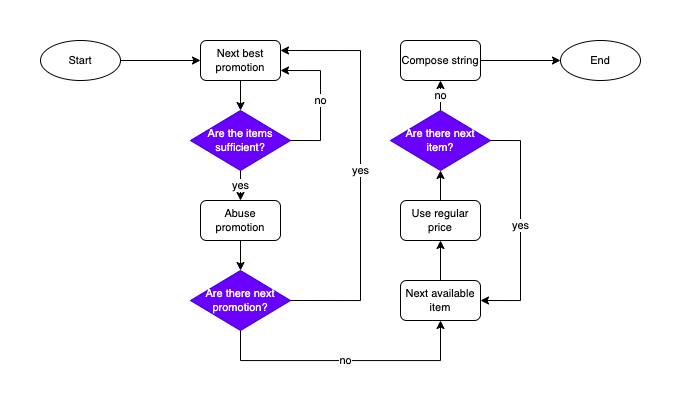 Start
Next best
promotion
no
Are the items
sufficient?
yes
Abuse
promotion
yes
Are there next
promotion?
no
Compose string
End
no
Are there next
item?
Use regular
price
yes
Next available
item